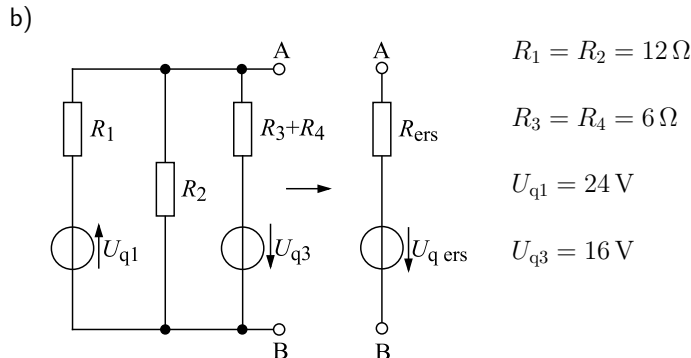 b)
A
A
R₁ = R₂ = 12 Ω
R₁
R₃+R₄
Rers
R₃ = R₄ = 6 Ω
R₂
Uq1 = 24 V
Uq1
Uq3
Uq ers
Uq3 = 16 V
B
B